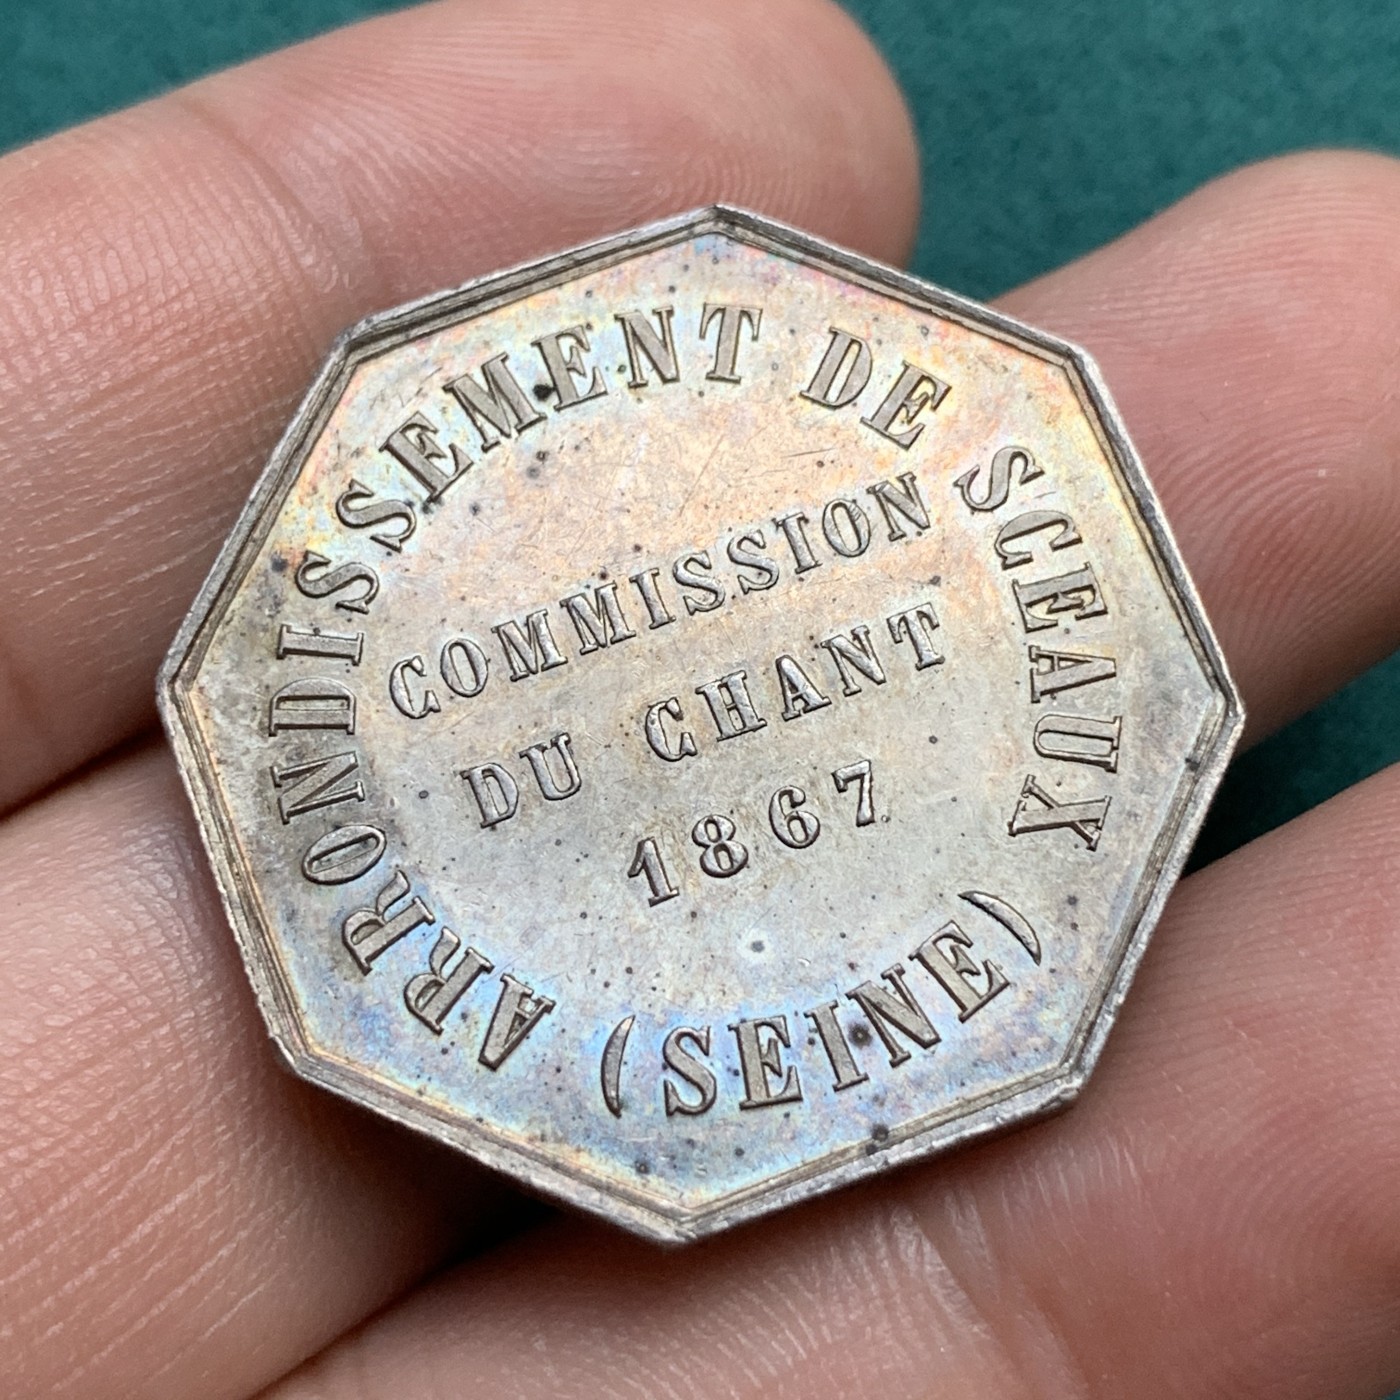 ARRONDISSEMENT DE SCEAUX
COMMISSION
DU CHANT
1867
(SEINE)